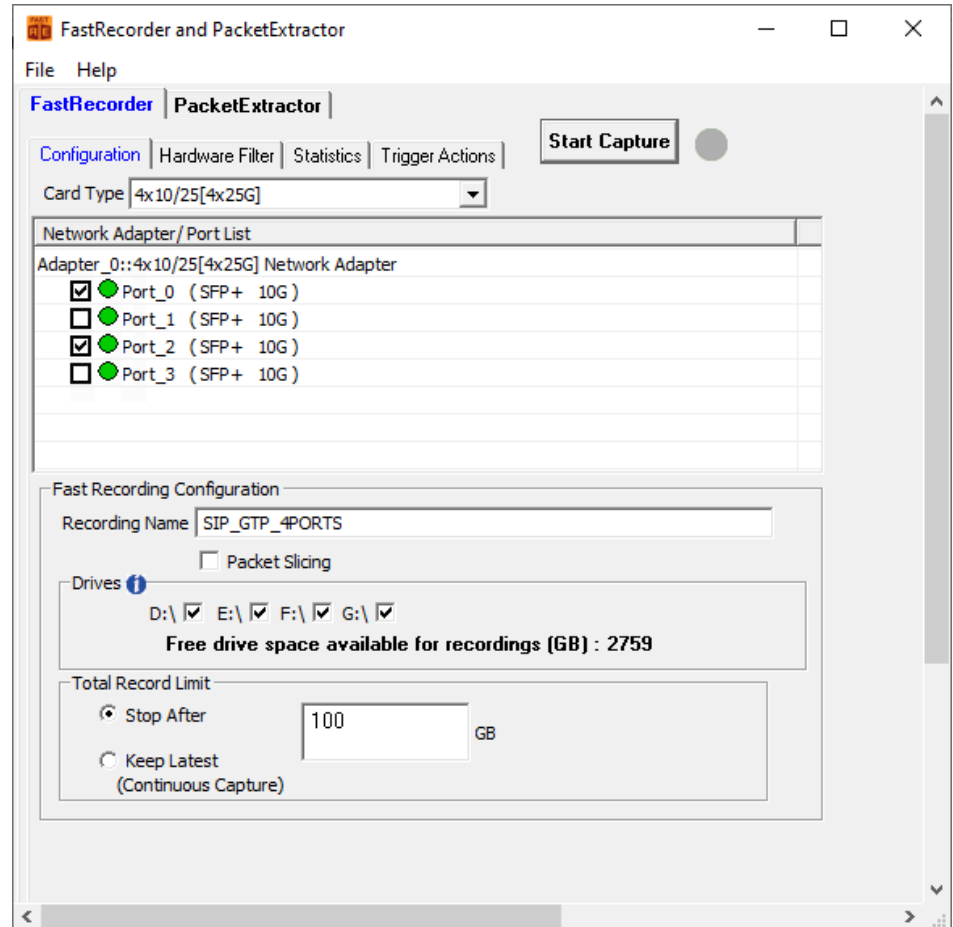 FastRecorder and PacketExtractor
File Help
FastRecorder PacketExtractor
Start Capture
Configuration Hardware Filter Statistics Trigger Actions
Card Type 4x10/25[4x25G]
Network Adapter/ Port List
Adapter_0::4x10/25[4x25G] Network Adapter
Port_0 (SFP+ 10G)
Port_1 (SFP+ 10G)
Port_2 (SFP+ 10G)
Port_3 (SFP+ 10G)
Fast Recording Configuration
Recording Name SIP_GTP_4PORTS
Packet Slicing
Drives
D:\ E:\ F:\ G:\
Free drive space available for recordings (GB) : 2759
Total Record Limit
Stop After 100 GB
Keep Latest
(Continuous Capture)